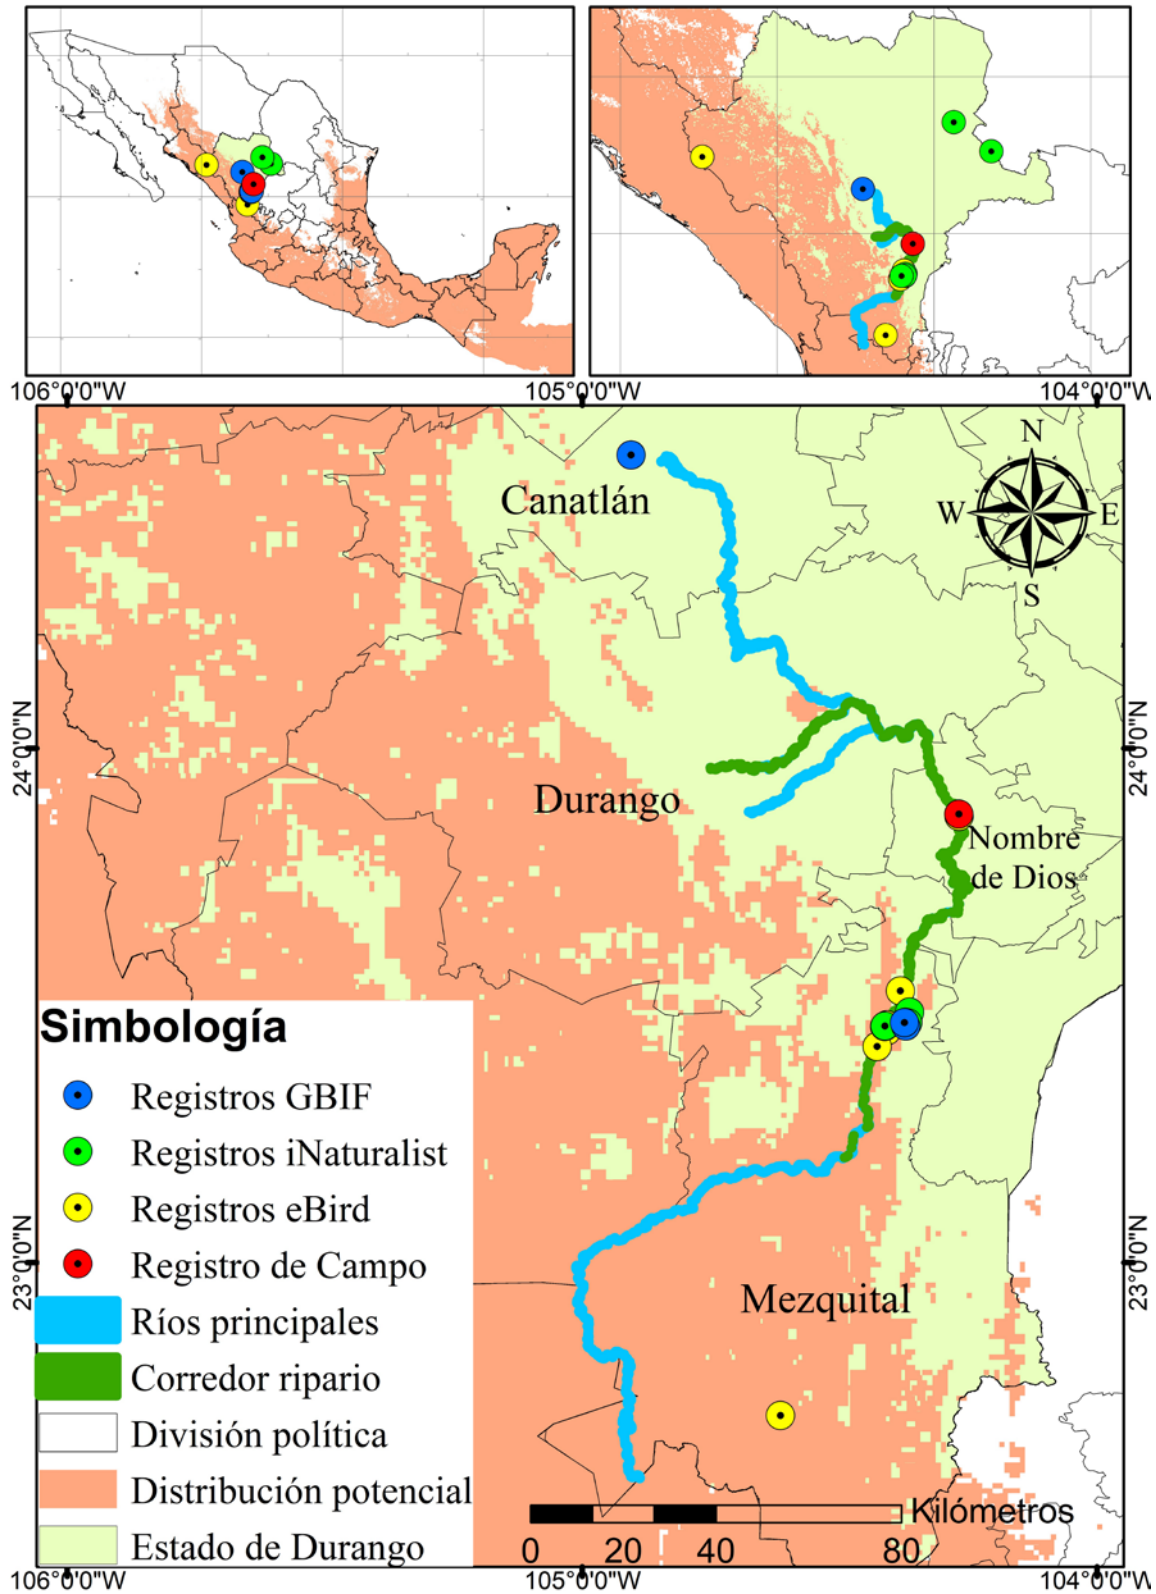 106°0'0"W
105°0'0"W
104°0'0"W
N
W
E
S
Canatlán
24°0'0"N
24°0'0"N
Durango
Nombre
de Dios
Simbología
Registros GBIF
Registros iNaturalist
Registros eBird
Registro de Campo
Ríos principales
Corredor ripario
División política
Distribución potencial
Estado de Durango
23°0'0"N
23°0'0"N
Mezquital
Kilómetros
0 20 40 80
106°0'0"W
105°0'0"W
104°0'0"W